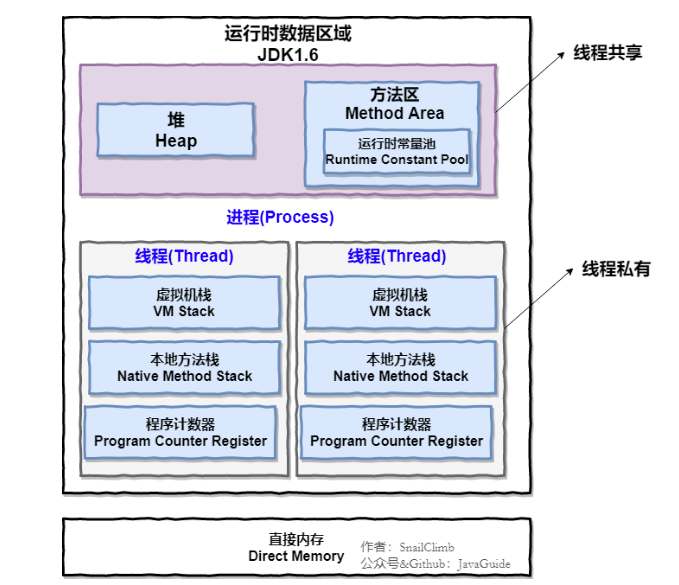 运行时数据区域
JDK1.6
线程共享
堆
Heap
方法区
Method Area
运行时常量池
Runtime Constant Pool
进程(Process)
线程(Thread)
虚拟机栈
VM Stack
本地方法栈
Native Method Stack
程序计数器
Program Counter Register
线程(Thread)
虚拟机栈
VM Stack
本地方法栈
Native Method Stack
程序计数器
Program Counter Register
线程私有
直接内存
Direct Memory
作者：SnailClimb
公众号&Github：JavaGuide